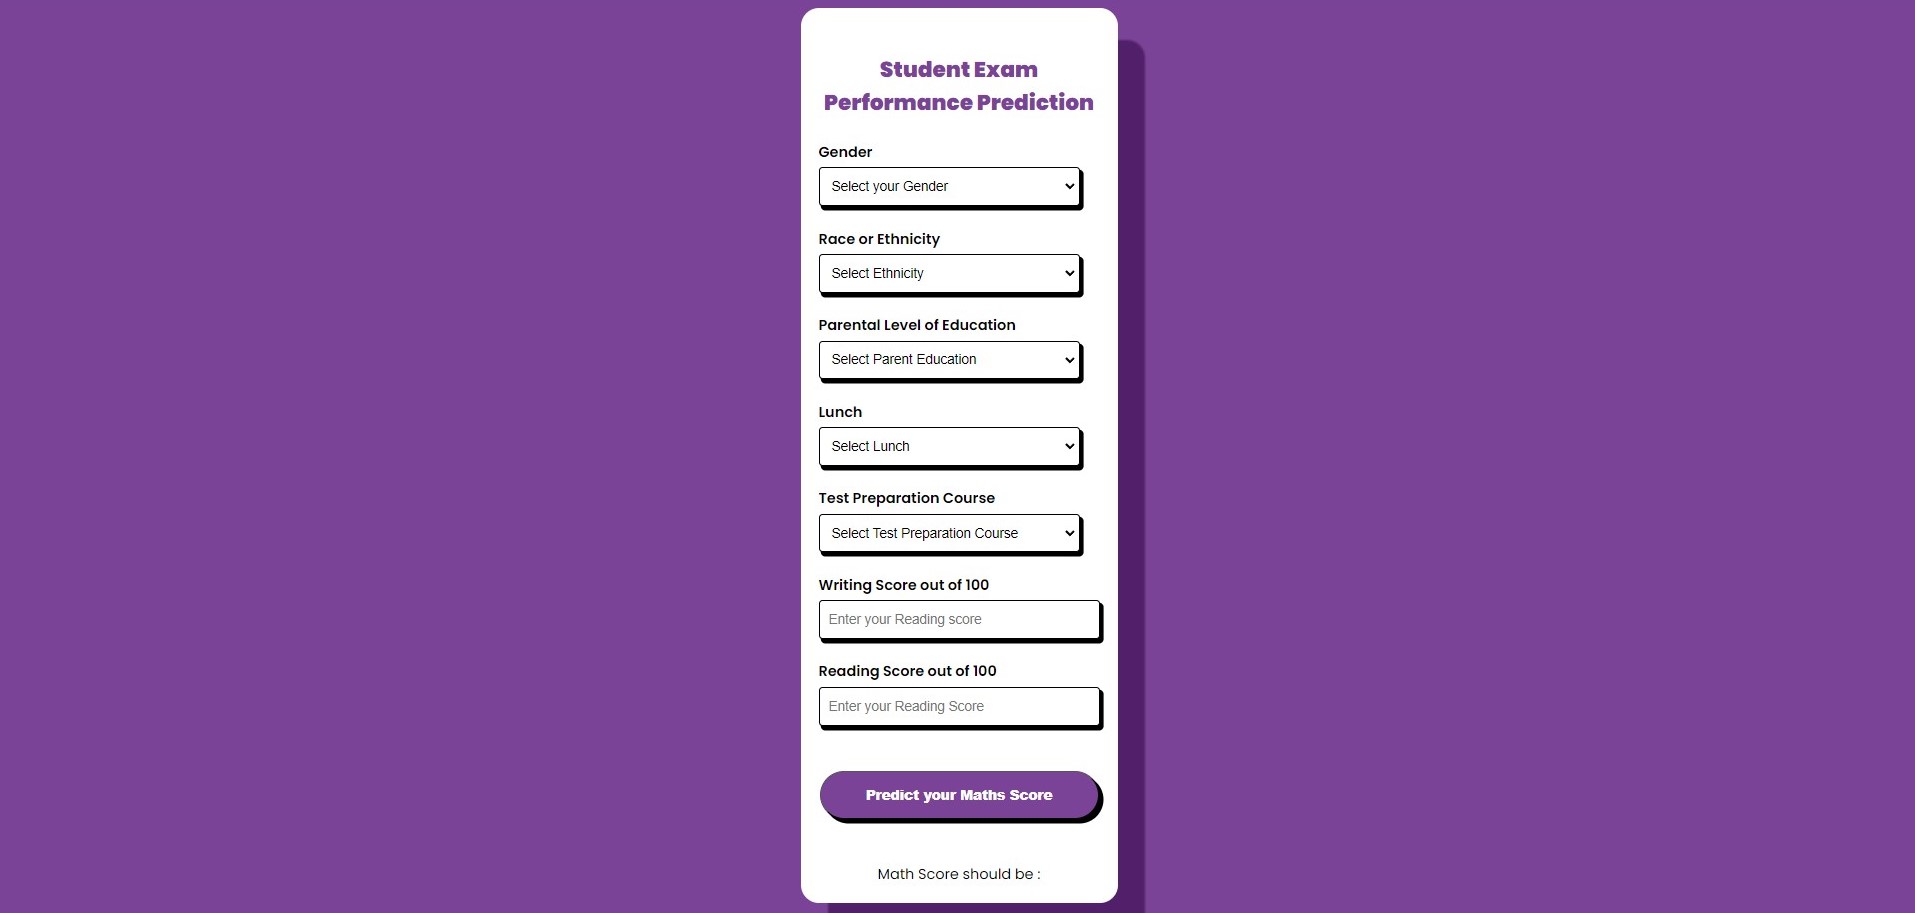 Student Exam
Performance Prediction
Gender
Select your Gender
Race or Ethnicity
Select Ethnicity
Parental Level of Education
Select Parent Education
Lunch
Select Lunch
Test Preparation Course
Select Test Preparation Course
Writing Score out of 100
Enter your Reading score
Reading Score out of 100
Enter your Reading Score
Predict your Maths Score
Math Score should be :